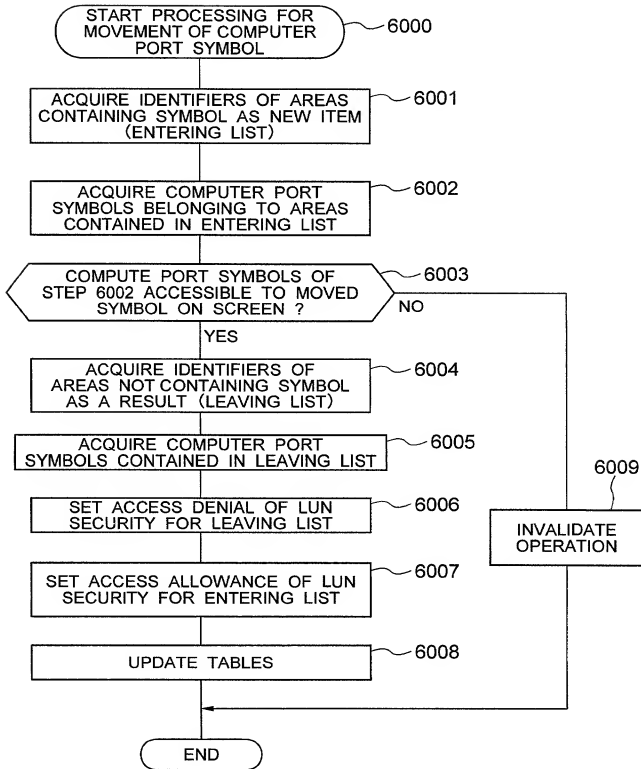 START PROCESSING FOR
MOVEMENT OF COMPUTER
PORT SYMBOL
6000
ACQUIRE IDENTIFIERS OF AREAS
CONTAINING SYMBOL AS NEW ITEM
(ENTERING LIST)
6001
ACQUIRE COMPUTER PORT
SYMBOLS BELONGING TO AREAS
CONTAINED IN ENTERING LIST
6002
COMPUTE PORT SYMBOLS OF
STEP 6002 ACCESSIBLE TO MOVED
SYMBOL ON SCREEN ?
6003
NO
YES
ACQUIRE IDENTIFIERS OF
AREAS NOT CONTAINING SYMBOL
AS A RESULT (LEAVING LIST)
6004
ACQUIRE COMPUTER PORT
SYMBOLS CONTAINED IN LEAVING LIST
6005
SET ACCESS DENIAL OF LUN
SECURITY FOR LEAVING LIST
6006
6009
INVALIDATE
OPERATION
SET ACCESS ALLOWANCE OF LUN
SECURITY FOR ENTERING LIST
6007
UPDATE TABLES
6008
END